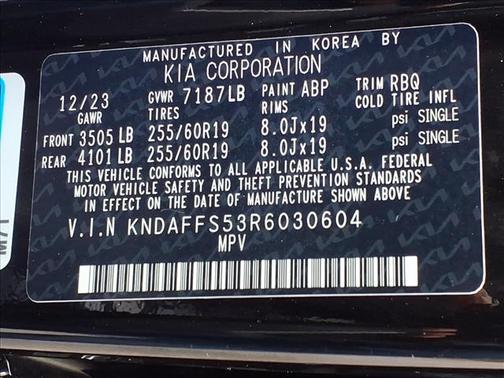 MANUFACTURED IN KOREA BY
KIA CORPORATION
12/23 GVWR 7187LB PAINT ABP TRIM RBQ
GAWR TIRES RIMS COLD TIRE INFL
FRONT 3505 LB 255/60R19 8.0Jx19 psi SINGLE
REAR 4101 LB 255/60R19 8.0Jx19 psi SINGLE
THIS VEHICLE CONFORMS TO ALL APPLICABLE U.S.A. FEDERAL
MOTOR VEHICLE SAFETY AND THEFT PREVENTION STANDARDS
IN EFFECT ON THE DATE OF MANUFACTURE SHOWN ABOVE
V.I.N KNDAFFS53R6030604
MPV